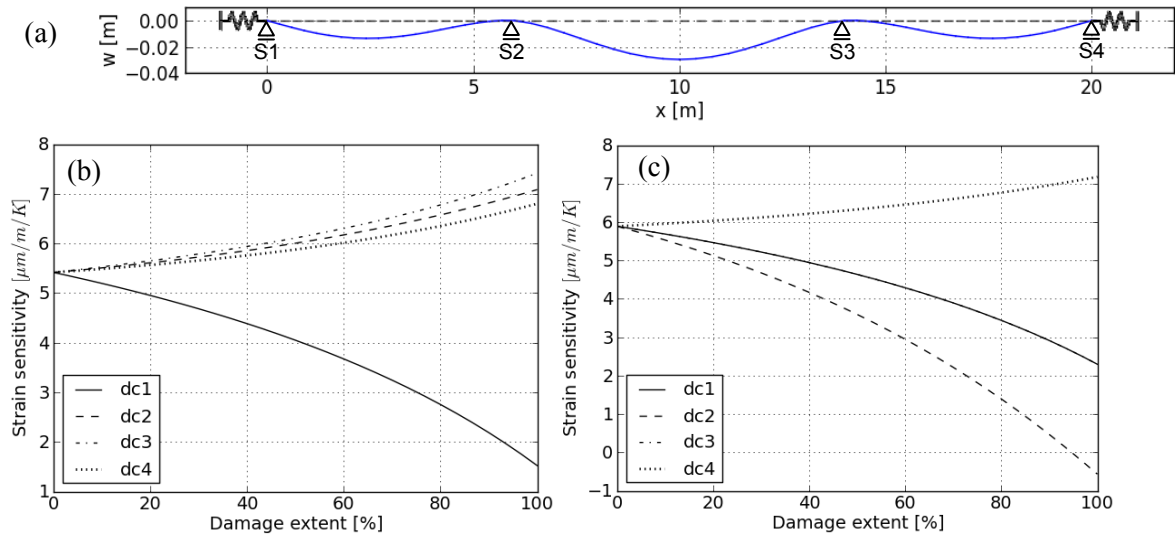 (a)
w [m]
0.00
−0.02
−0.04
S1
S2
S3
S4
0
5
10
15
20
x [m]
(b)
Strain sensitivity [μm/m/K]
8
7
6
5
4
3
2
1
dc1
dc2
dc3
dc4
0
20
40
60
80
100
Damage extent [%]
(c)
Strain sensitivity [μm/m/K]
8
7
6
5
4
3
2
1
0
−1
dc1
dc2
dc3
dc4
0
20
40
60
80
100
Damage extent [%]